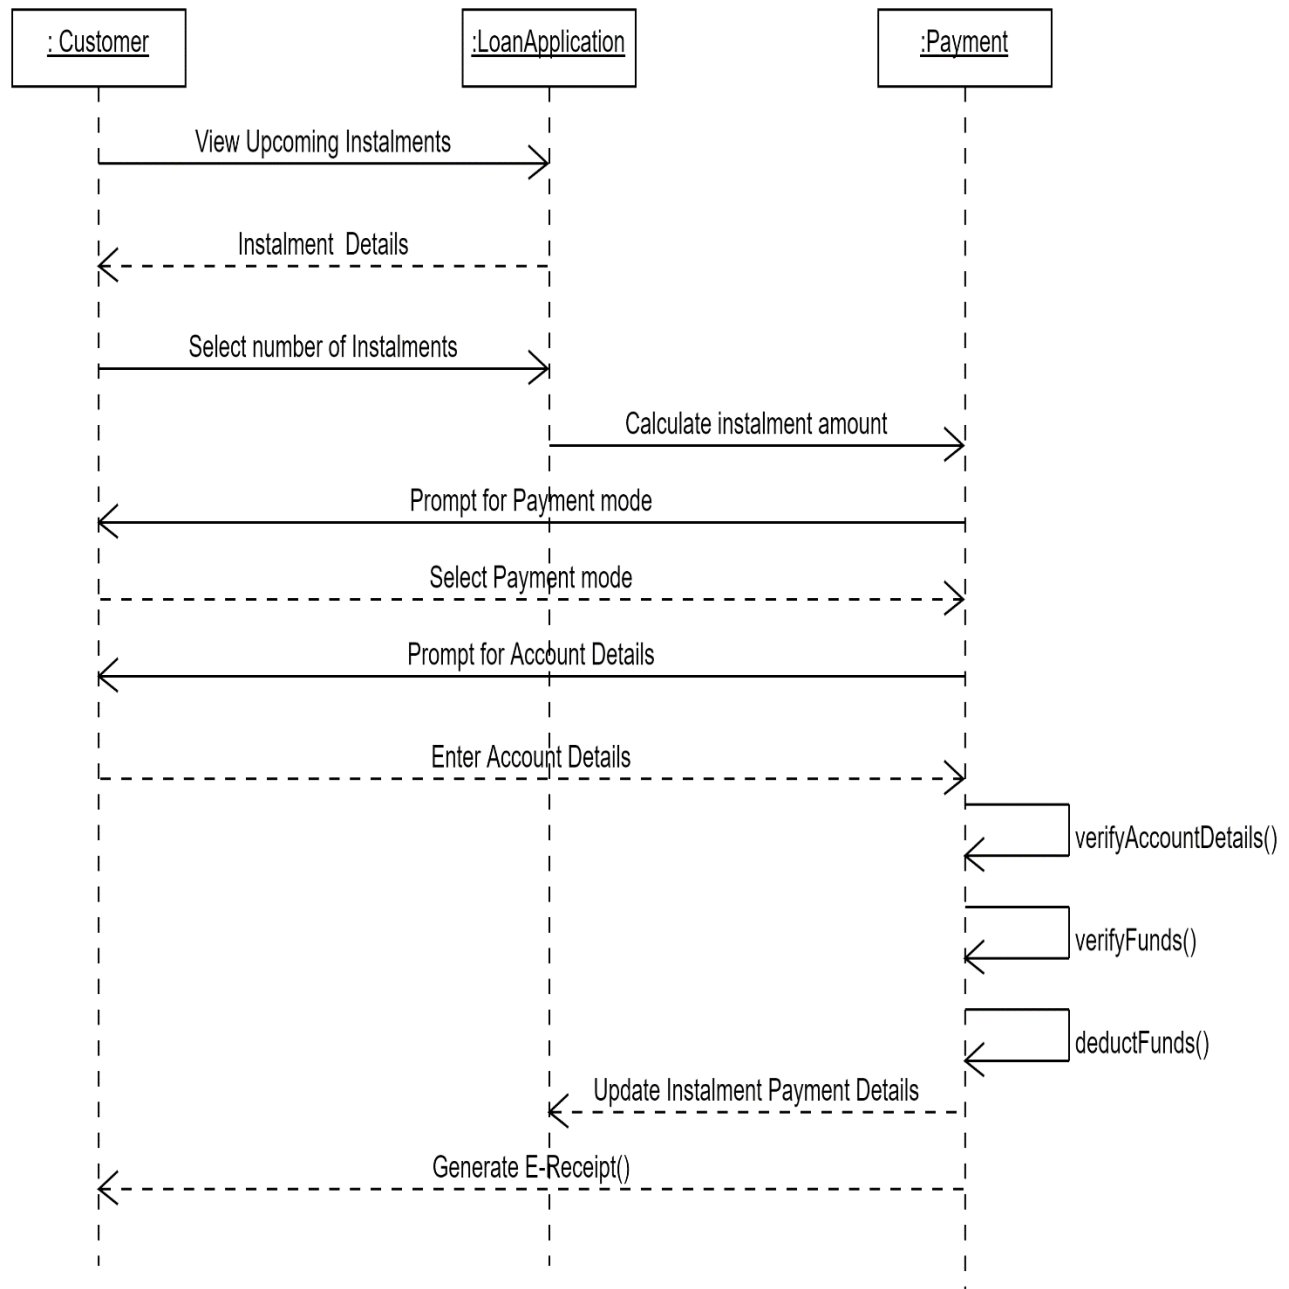 : Customer
:LoanApplication
:Payment
View Upcoming Instalments
Instalment  Details
Select number of Instalments
Calculate instalment amount
Prompt for Payment mode
Select Payment mode
Prompt for Account Details
Enter Account Details
verifyAccountDetails()
verifyFunds()
deductFunds()
Update Instalment Payment Details
Generate E-Receipt()